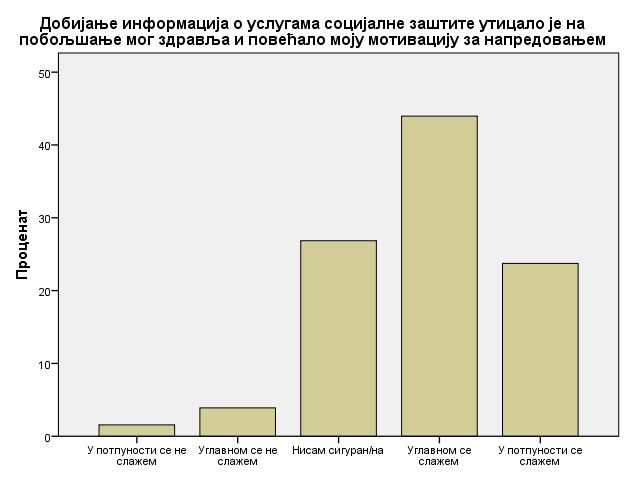 Добијање информација о услугама социјалне заштите утицало је на
побољшање мог здравља и повећало моју мотивацију за напредовањем
Проценат
50
40
30
20
10
0
У потпуности се не
слажем
Углавном се не
слажем
Нисам сигуран/на
Углавном се
слажем
У потпуности се
слажем